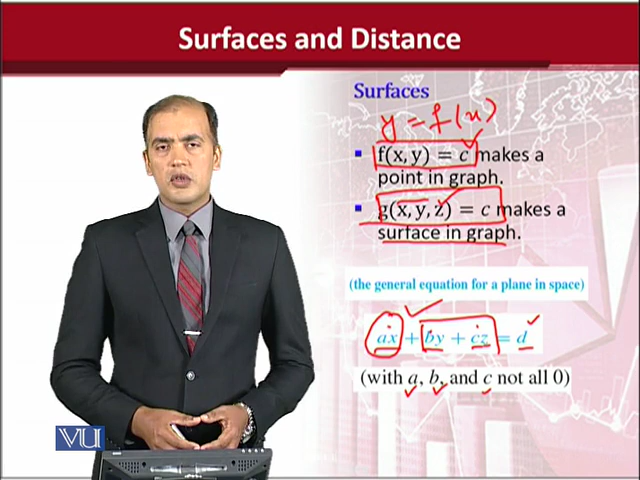 Surfaces and Distance
Surfaces
y = f(x)
▪ f(x, y) = c makes a
point in graph.
▪ g(x, y, z) = c makes a
surface in graph.
(the general equation for a plane in space)
ax + by + cz = d
(with a, b, and c not all 0)
VU